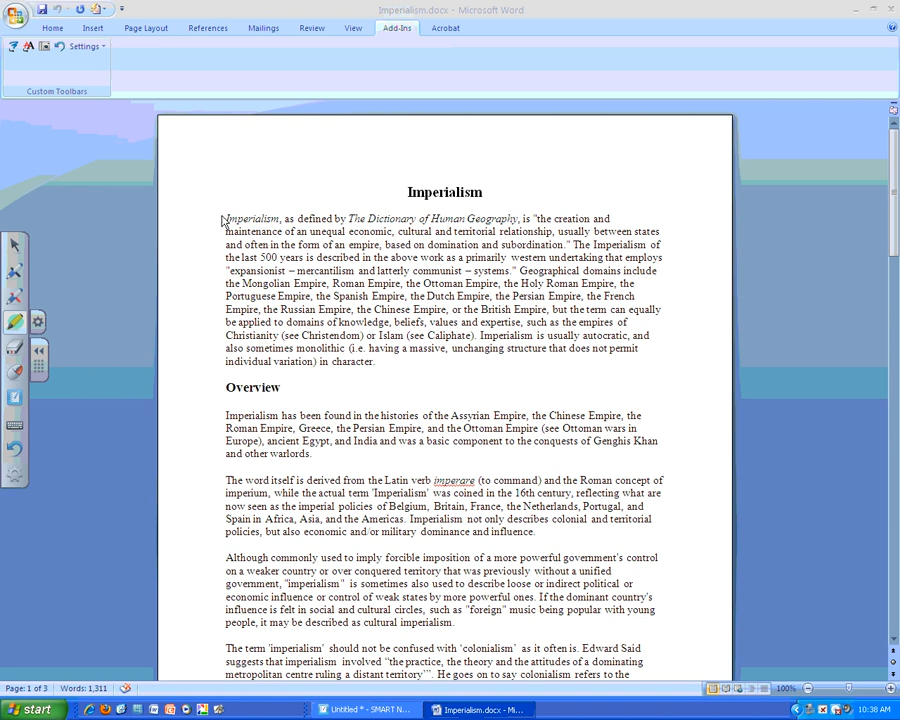 Imperialism.docx - Microsoft Word
Home Insert Page Layout References Mailings Review View Add-Ins Acrobat
Settings
Custom Toolbars
Imperialism
Imperialism, as defined by The Dictionary of Human Geography, is "the creation and
maintenance of an unequal economic, cultural and territorial relationship, usually between states
and often in the form of an empire, based on domination and subordination." The Imperialism of
the last 500 years is described in the above work as a primarily western undertaking that employs
"expansionist – mercantilism and latterly communist – systems." Geographical domains include
the Mongolian Empire, Roman Empire, the Ottoman Empire, the Holy Roman Empire, the
Portuguese Empire, the Spanish Empire, the Dutch Empire, the Persian Empire, the French
Empire, the Russian Empire, the Chinese Empire, or the British Empire, but the term can equally
be applied to domains of knowledge, beliefs, values and expertise, such as the empires of
Christianity (see Christendom) or Islam (see Caliphate). Imperialism is usually autocratic, and
also sometimes monolithic (i.e. having a massive, unchanging structure that does not permit
individual variation) in character.
Overview
Imperialism has been found in the histories of the Assyrian Empire, the Chinese Empire, the
Roman Empire, Greece, the Persian Empire, and the Ottoman Empire (see Ottoman wars in
Europe), ancient Egypt, and India and was a basic component to the conquests of Genghis Khan
and other warlords.
The word itself is derived from the Latin verb imperare (to command) and the Roman concept of
imperium, while the actual term 'Imperialism' was coined in the 16th century, reflecting what are
now seen as the imperial policies of Belgium, Britain, France, the Netherlands, Portugal, and
Spain in Africa, Asia, and the Americas. Imperialism not only describes colonial and territorial
policies, but also economic and/or military dominance and influence.
Although commonly used to imply forcible imposition of a more powerful government's control
on a weaker country or over conquered territory that was previously without a unified
government, "imperialism" is sometimes also used to describe loose or indirect political or
economic influence or control of weak states by more powerful ones. If the dominant country's
influence is felt in social and cultural circles, such as "foreign" music being popular with young
people, it may be described as cultural imperialism.
The term 'imperialism' should not be confused with 'colonialism' as it often is. Edward Said
suggests that imperialism involved "the practice, the theory and the attitudes of a dominating
metropolitan centre ruling a distant territory'". He goes on to say colonialism refers to the
Page: 1 of 3 Words: 1,311 100%
start Untitled * - SMART N... Imperialism.docx - Mi... 10:38 AM